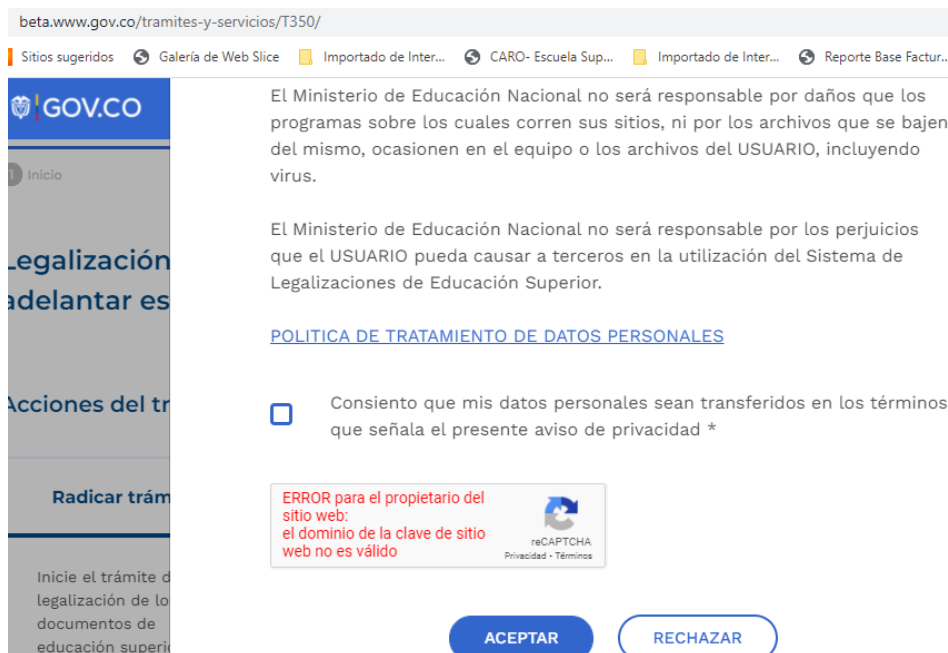 beta.www.gov.co/tramites-y-servicios/T350/
Sitios sugeridos Galería de Web Slice Importado de Inter... CARO- Escuela Sup... Importado de Inter... Reporte Base Factur...
GOV.CO
Inicio
Legalización
adelantar es
Acciones del tr
Radicar trám
Inicie el trámite d
legalización de lo
documentos de
educación superio
El Ministerio de Educación Nacional no será responsable por daños que los
programas sobre los cuales corren sus sitios, ni por los archivos que se bajen
del mismo, ocasionen en el equipo o los archivos del USUARIO, incluyendo
virus.
El Ministerio de Educación Nacional no será responsable por los perjuicios
que el USUARIO pueda causar a terceros en la utilización del Sistema de
Legalizaciones de Educación Superior.
POLITICA DE TRATAMIENTO DE DATOS PERSONALES
Consiento que mis datos personales sean transferidos en los términos
que señala el presente aviso de privacidad *
ERROR para el propietario del
sitio web:
el dominio de la clave de sitio
web no es válido
reCAPTCHA
Privacidad - Términos
ACEPTAR RECHAZAR